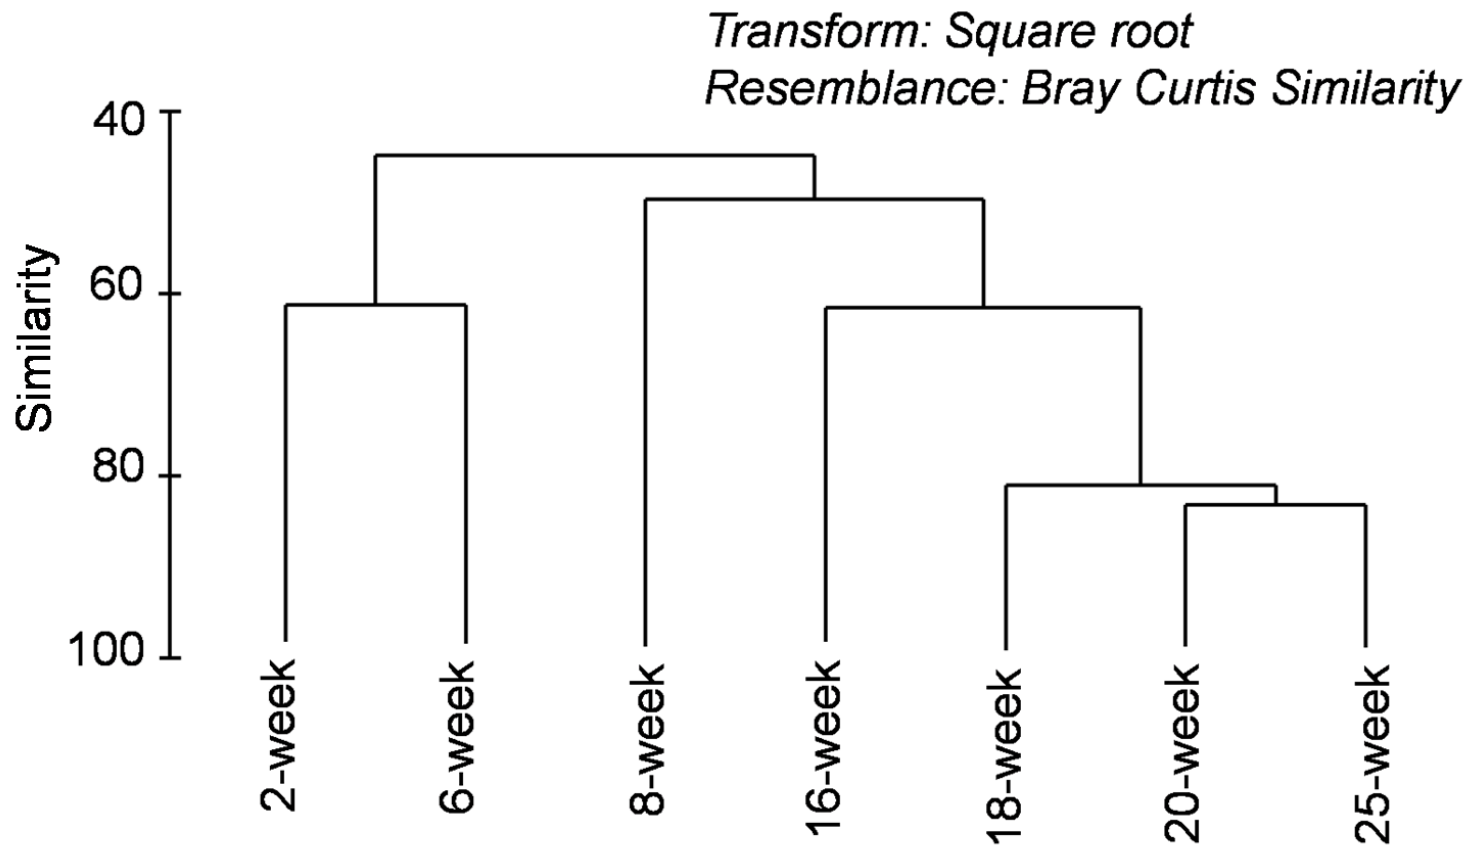 Transform: Square root
Resemblance: Bray Curtis Similarity
40
60
80
100
Similarity
2-week
6-week
8-week
16-week
18-week
20-week
25-week